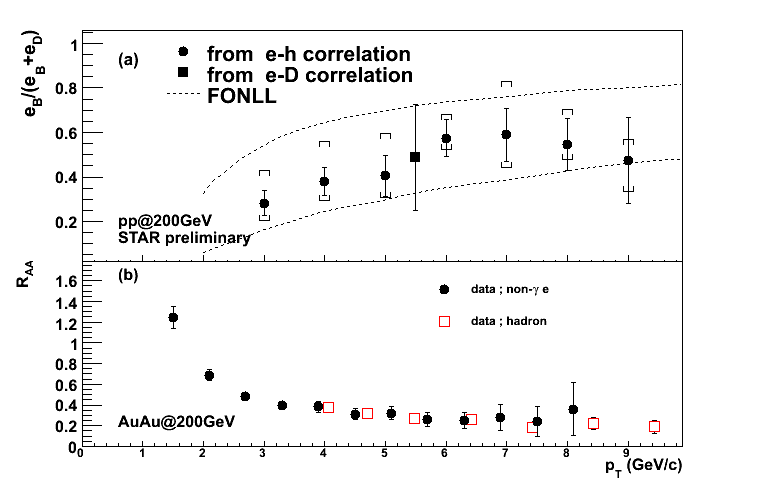 e_B/(e_B+e_D)
1
0.8
0.6
0.4
0.2
(a)
from e-h correlation
from e-D correlation
FONLL
pp@200GeV
STAR preliminary
R_AA
1.6
1.4
1.2
1
0.8
0.6
0.4
0.2
0
(b)
data ; non-γ e
data ; hadron
AuAu@200GeV
0 1 2 3 4 5 6 7 8 9
p_T (GeV/c)